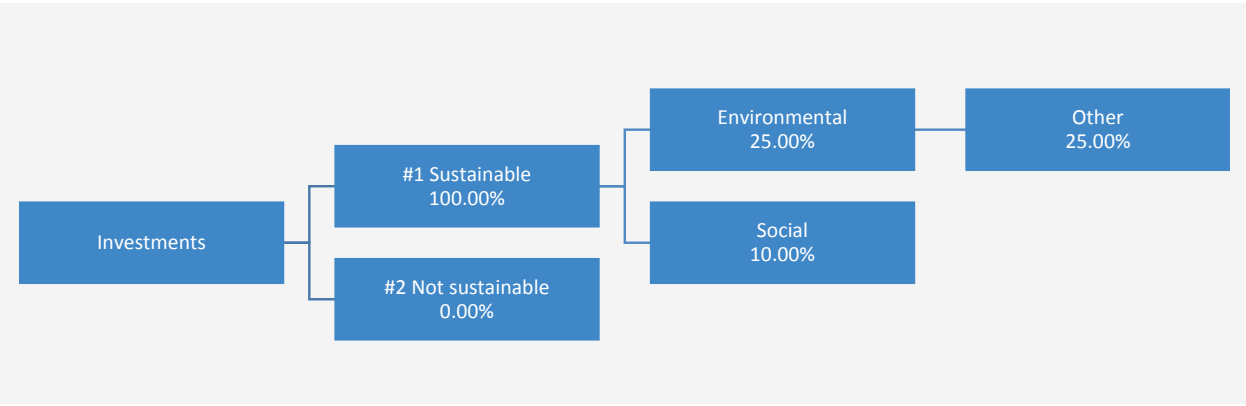 Investments
#1 Sustainable
100.00%
#2 Not sustainable
0.00%
Environmental
25.00%
Social
10.00%
Other
25.00%